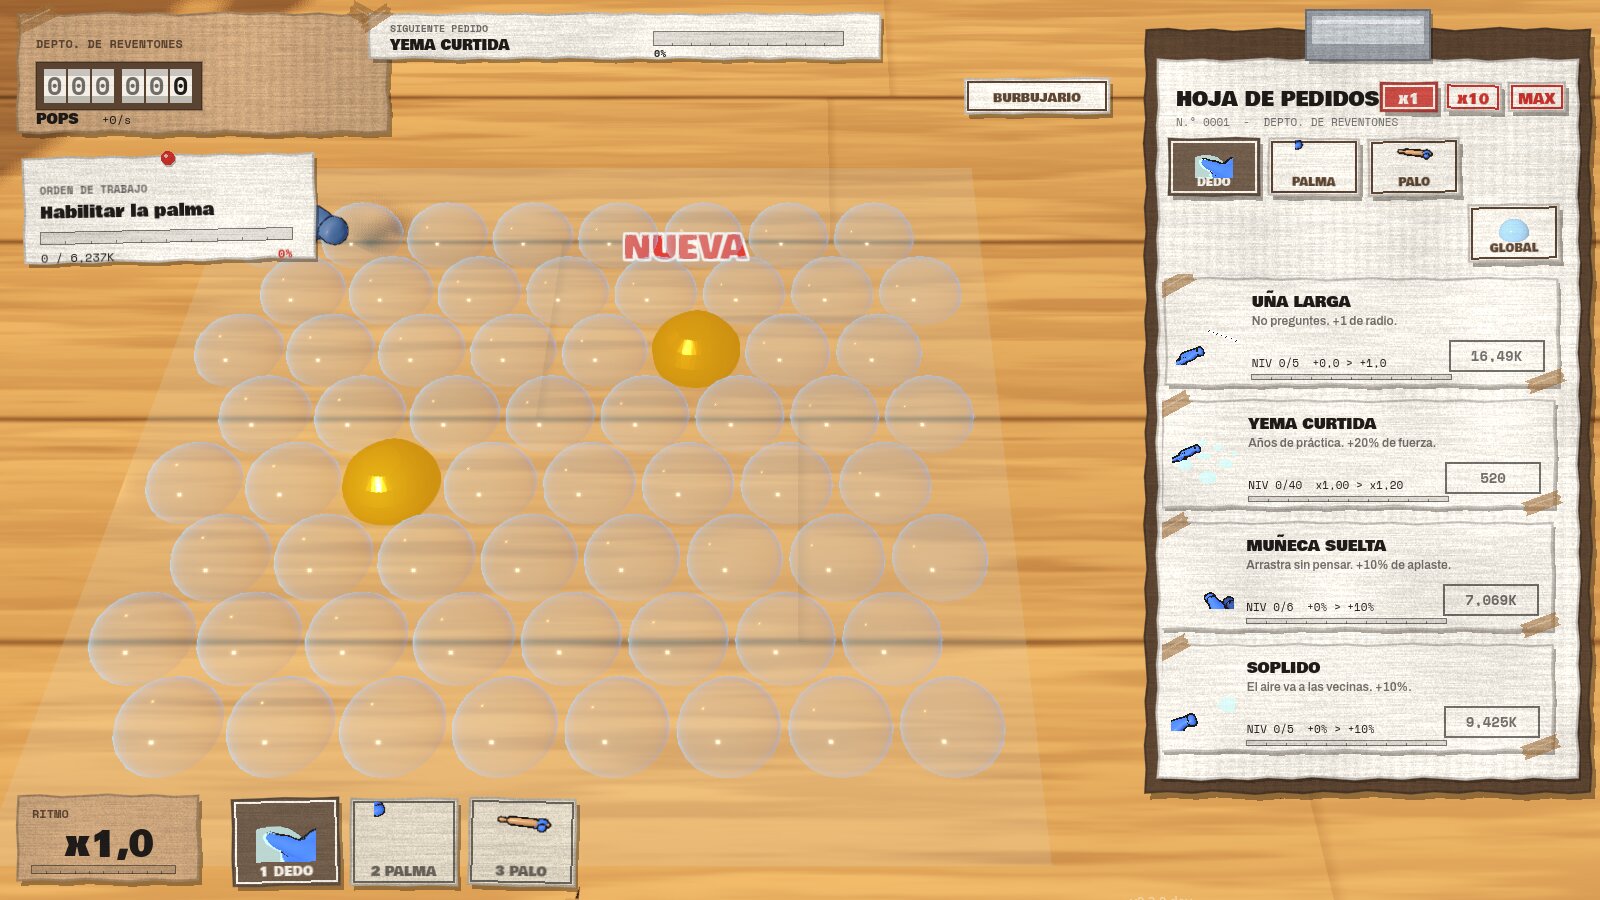 DEPTO. DE REVENTONES
000000
POPS +0/s
SIGUIENTE PEDIDO
YEMA CURTIDA
0%
BURBUJARIO
ORDEN DE TRABAJO
Habilitar la palma
0 / 6,237K 0%
NUEVA
HOJA DE PEDIDOS x1 x10 MAX
N.° 0001 - DEPTO. DE REVENTONES
DEDO PALMA PALO
GLOBAL
UÑA LARGA
No preguntes. +1 de radio.
NIV 0/5 +0,0 > +1,0 16,49K
YEMA CURTIDA
Años de práctica. +20% de fuerza.
NIV 0/40 x1,00 > x1,20 520
MUÑECA SUELTA
Arrastra sin pensar. +10% de aplaste.
NIV 0/6 +0% > +10% 7,069K
SOPLIDO
El aire va a las vecinas. +10%.
NIV 0/5 +0% > +10% 9,425K
RITMO
x1,0
1 DEDO 2 PALMA 3 PALO